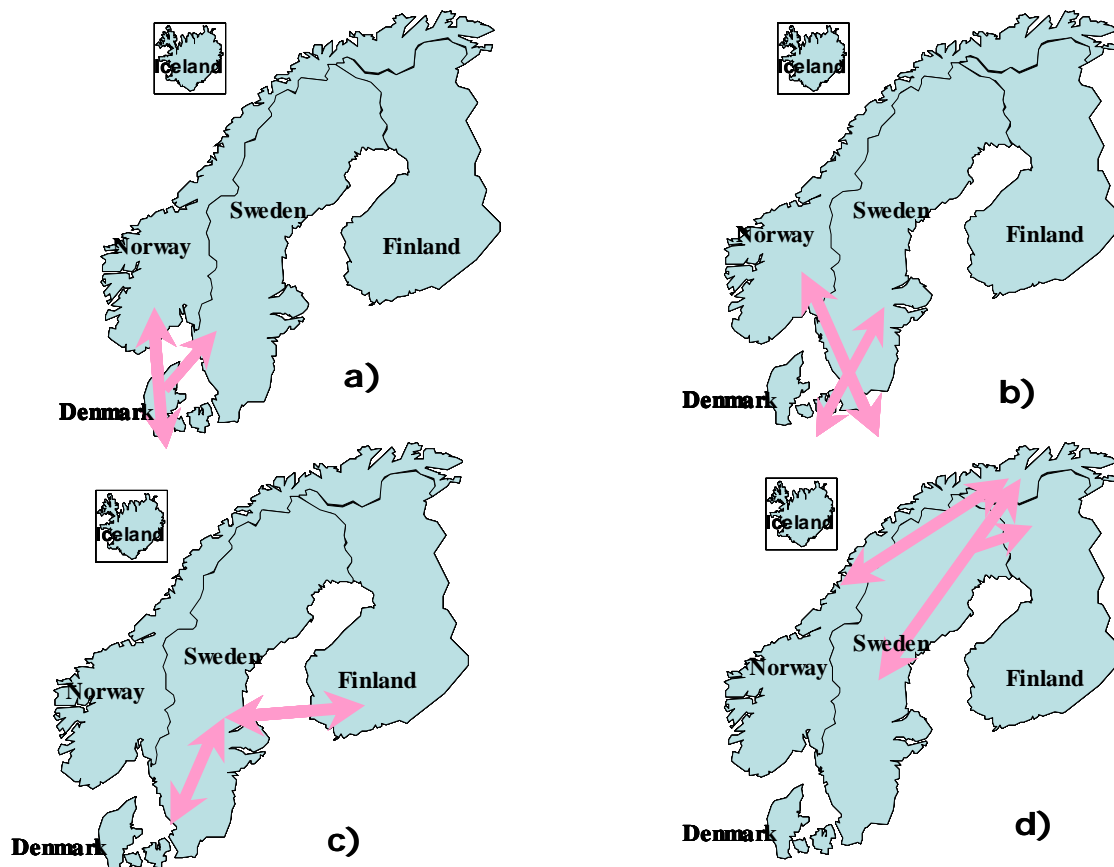 Iceland
Sweden
Norway
Finland
a)
Denmark
Iceland
Sweden
Norway
Finland
b)
Denmark
Iceland
Sweden
Finland
Norway
c)
Denmark
Iceland
Sweden
Norway
Finland
d)
Denmark